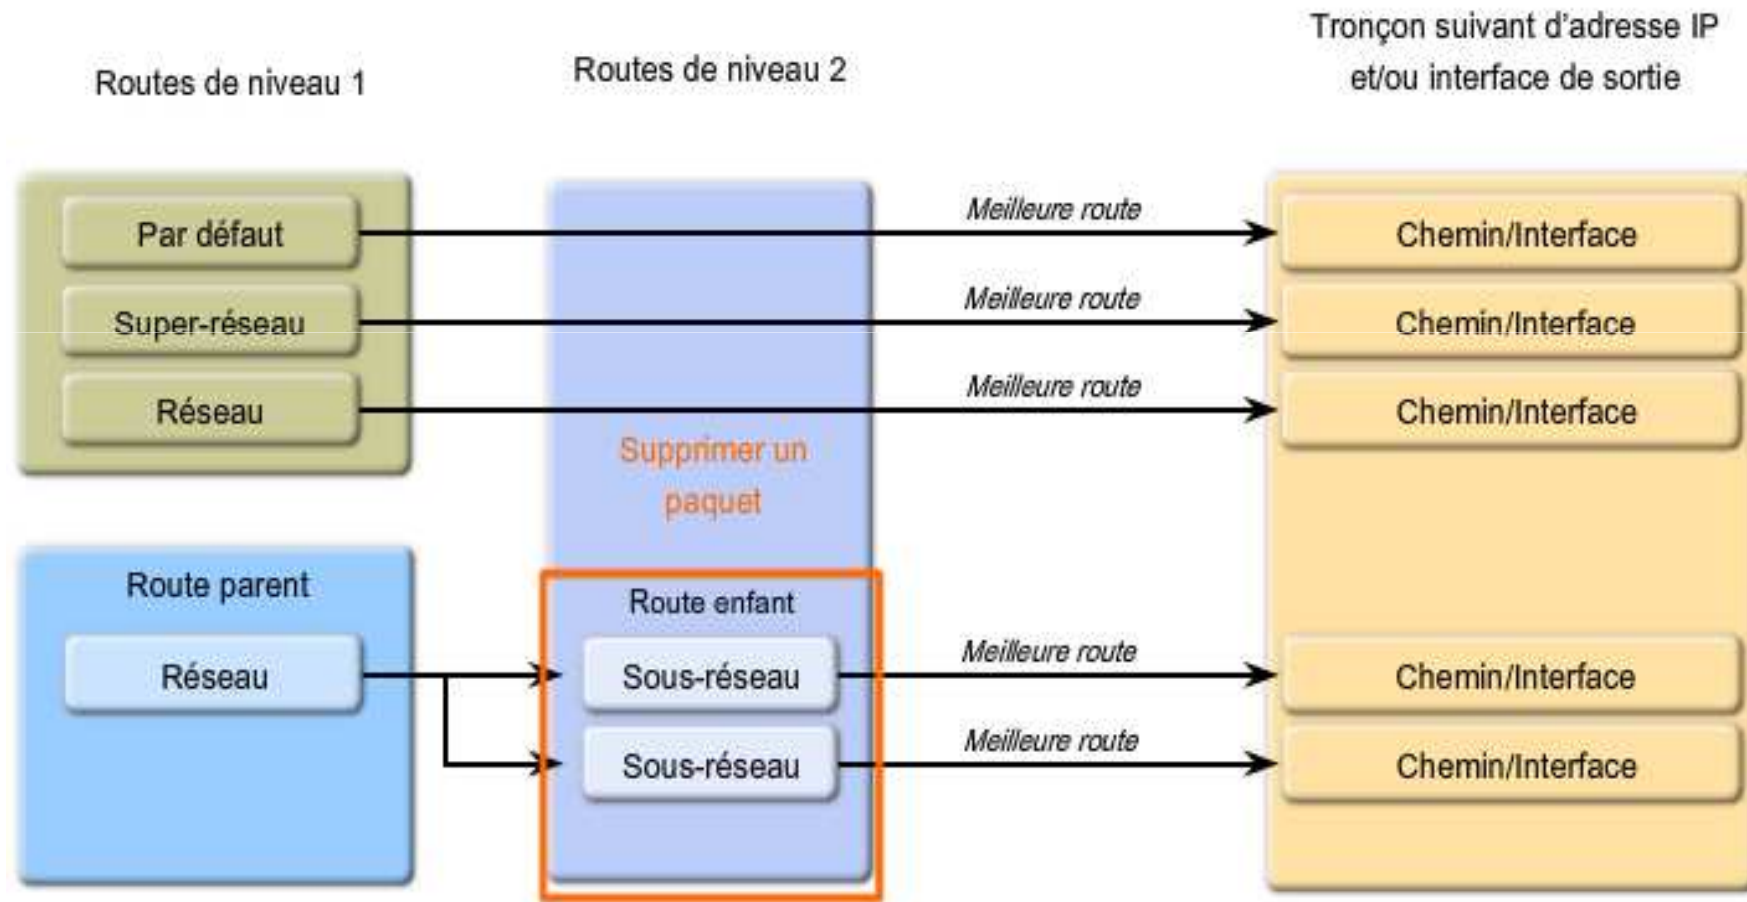 Routes de niveau 1
Routes de niveau 2
Tronçon suivant d'adresse IP
et/ou interface de sortie
Par défaut
Meilleure route
Chemin/Interface
Super-réseau
Meilleure route
Chemin/Interface
Réseau
Meilleure route
Chemin/Interface
Supprimer un
paquet
Route parent
Route enfant
Réseau
Sous-réseau
Meilleure route
Chemin/Interface
Sous-réseau
Meilleure route
Chemin/Interface